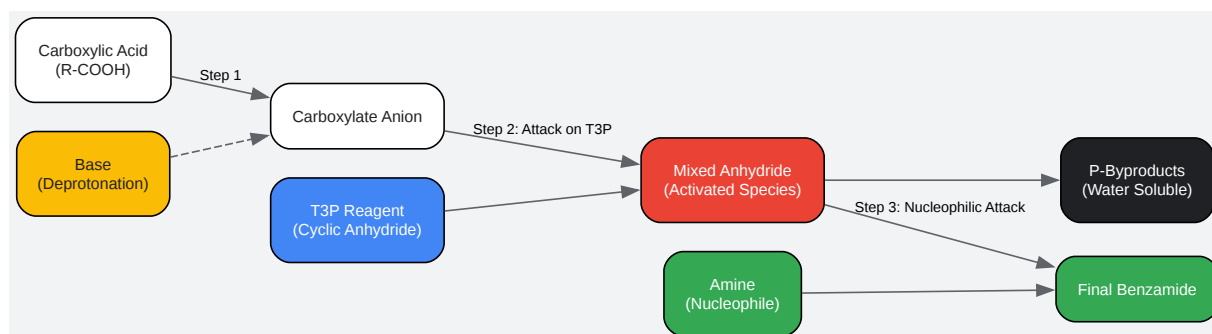 Carboxylic Acid
(R-COOH)
Step 1
Carboxylate Anion
Base
(Deprotonation)
Step 2: Attack on T3P
T3P Reagent
(Cyclic Anhydride)
Mixed Anhydride
(Activated Species)
P-Byproducts
(Water Soluble)
Step 3: Nucleophilic Attack
Amine
(Nucleophile)
Final Benzamide